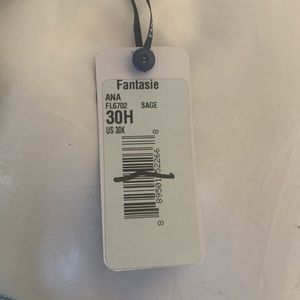 Fantasie
ANA
FL6702 SAGE
30H
US 30K